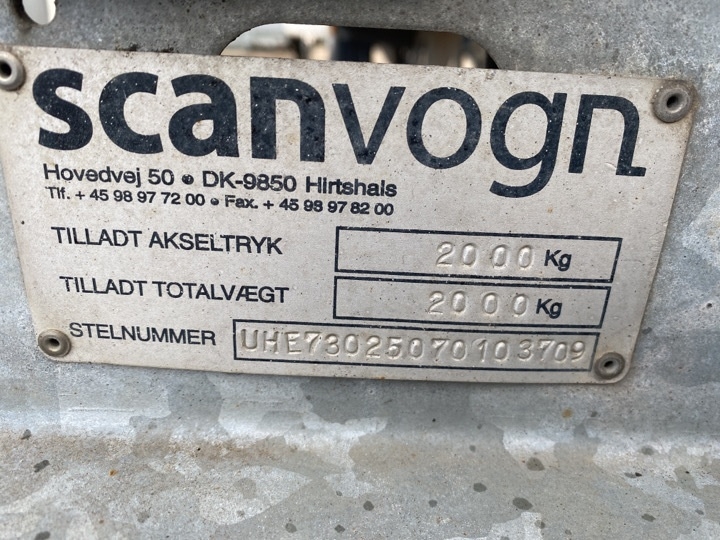 scanvogn
Hovedvej 50 • DK-9850 Hirtshals
Tlf. + 45 98 97 72 00 • Fax. + 45 98 97 82 00
TILLADT AKSELTRYK 2000 Kg
TILLADT TOTALVÆGT 2000 Kg
STELNUMMER UHE73025070103709